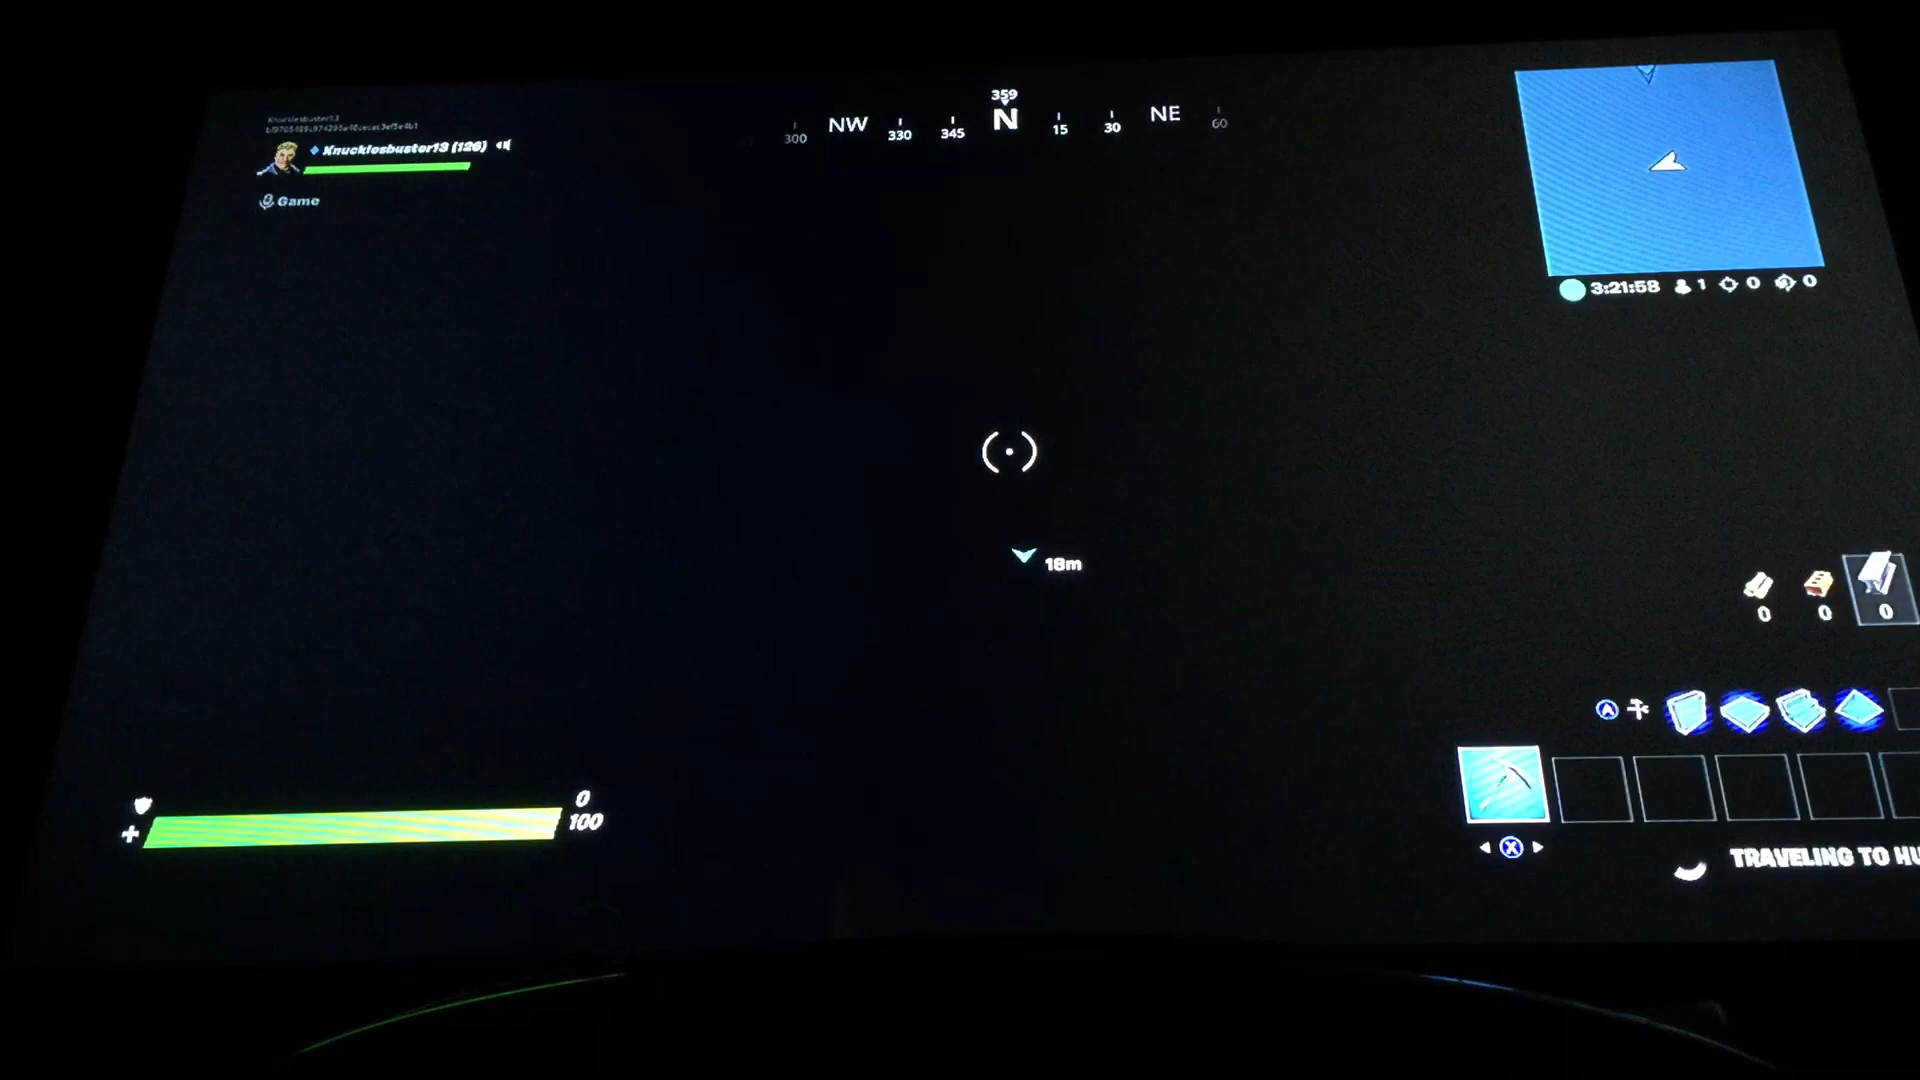 Knucklesbuster13
Knucklesbuster13 (126)
Game
359
300 NW 330 345 N 15 30 NE 60
3:21:58 1 0 0
18m
0 0 0
A
0
100
X
TRAVELING TO HU